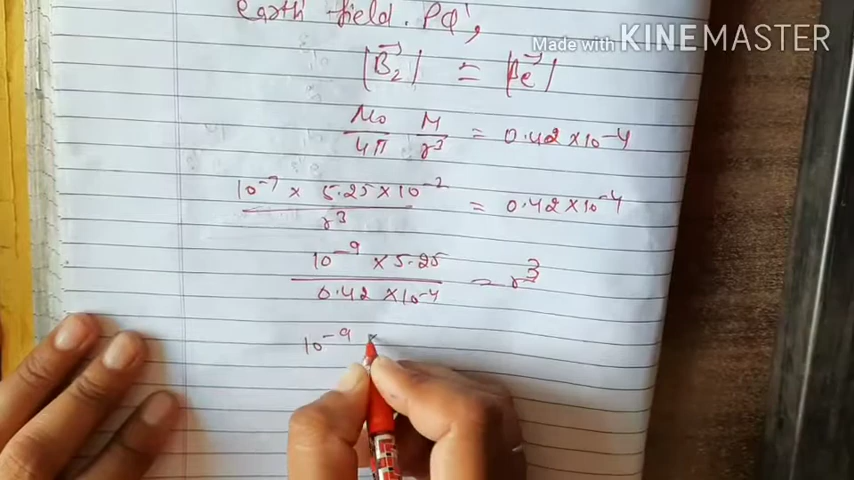 earth field. PQ',
Made with KINEMASTER
|B₂⃗| = |Be⃗|
μ₀/4π M/r³ = 0.42×10⁻⁴
10⁻⁷ × 5.25×10⁻²/r³ = 0.42×10⁻⁴
10⁻⁹ ×5.25/0.42 ×10⁻⁴ = r³
10⁻⁹ ×